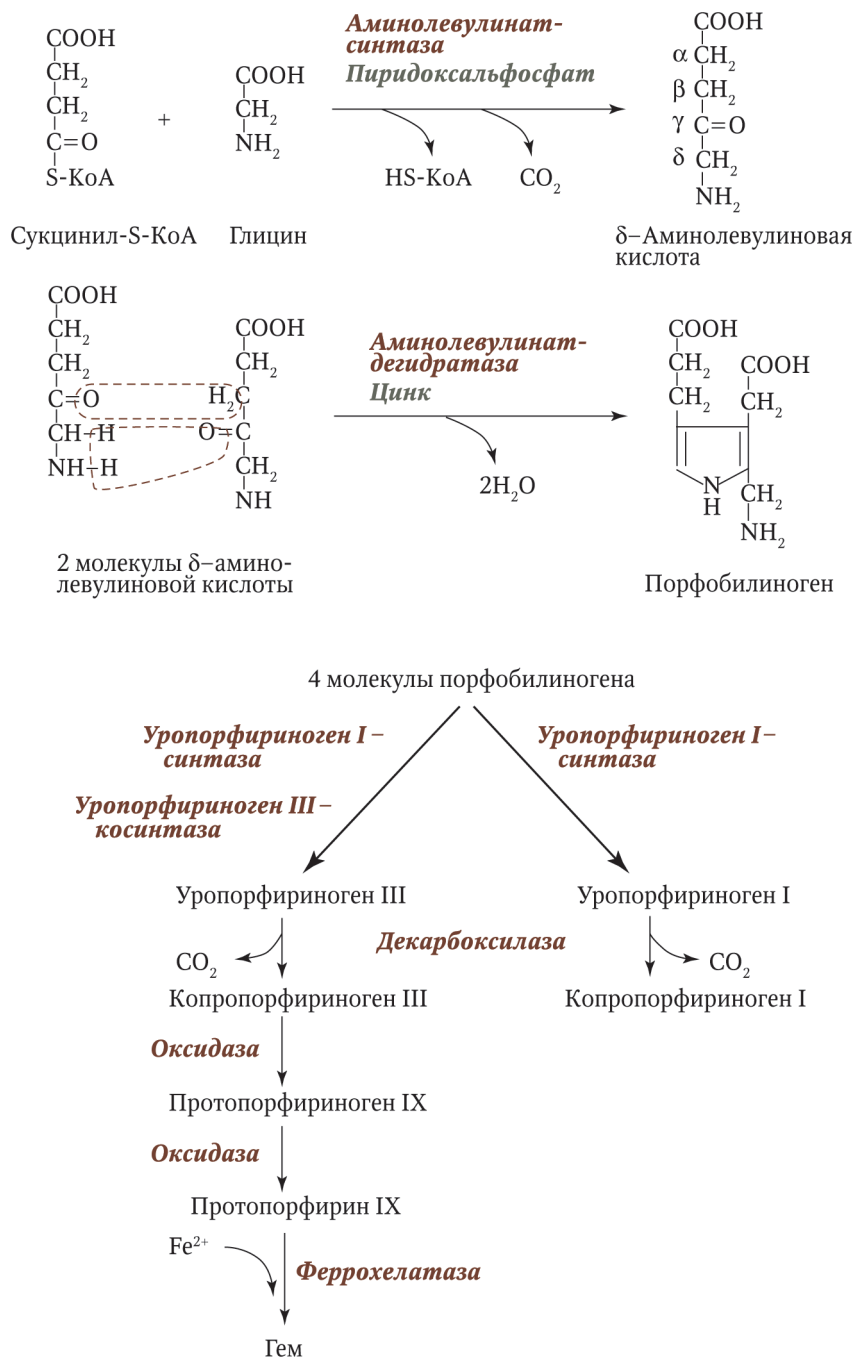 COOH
CH2
CH2
C=O
S-КоА
+
COOH
CH2
NH2
Аминолевулинат-
синтаза
Пиридоксальфосфат
HS-КоА
CO2
COOH
α CH2
β CH2
γ C=O
δ CH2
NH2
Сукцинил-S-КоА
Глицин
δ–Аминолевулиновая
кислота
COOH
CH2
CH2
C=O
CH–H
NH–H
COOH
CH2
H2C
O=C
CH2
NH
Аминолевулинат-
дегидратаза
Цинк
2H2O
COOH
CH2
CH2
COOH
CH2
N
H
CH2
NH2
2 молекулы δ–амино-
левулиновой кислоты
Порфобилиноген
4 молекулы порфобилиногена
Уропорфириноген I –
синтаза
Уропорфириноген III –
косинтаза
Уропорфириноген I–
синтаза
Уропорфириноген III
Уропорфириноген I
Декарбоксилаза
CO2
CO2
Копропорфириноген III
Копропорфириноген I
Оксидаза
Протопорфириноген IX
Оксидаза
Протопорфирин IX
Fe2+
Феррохелатаза
Гем